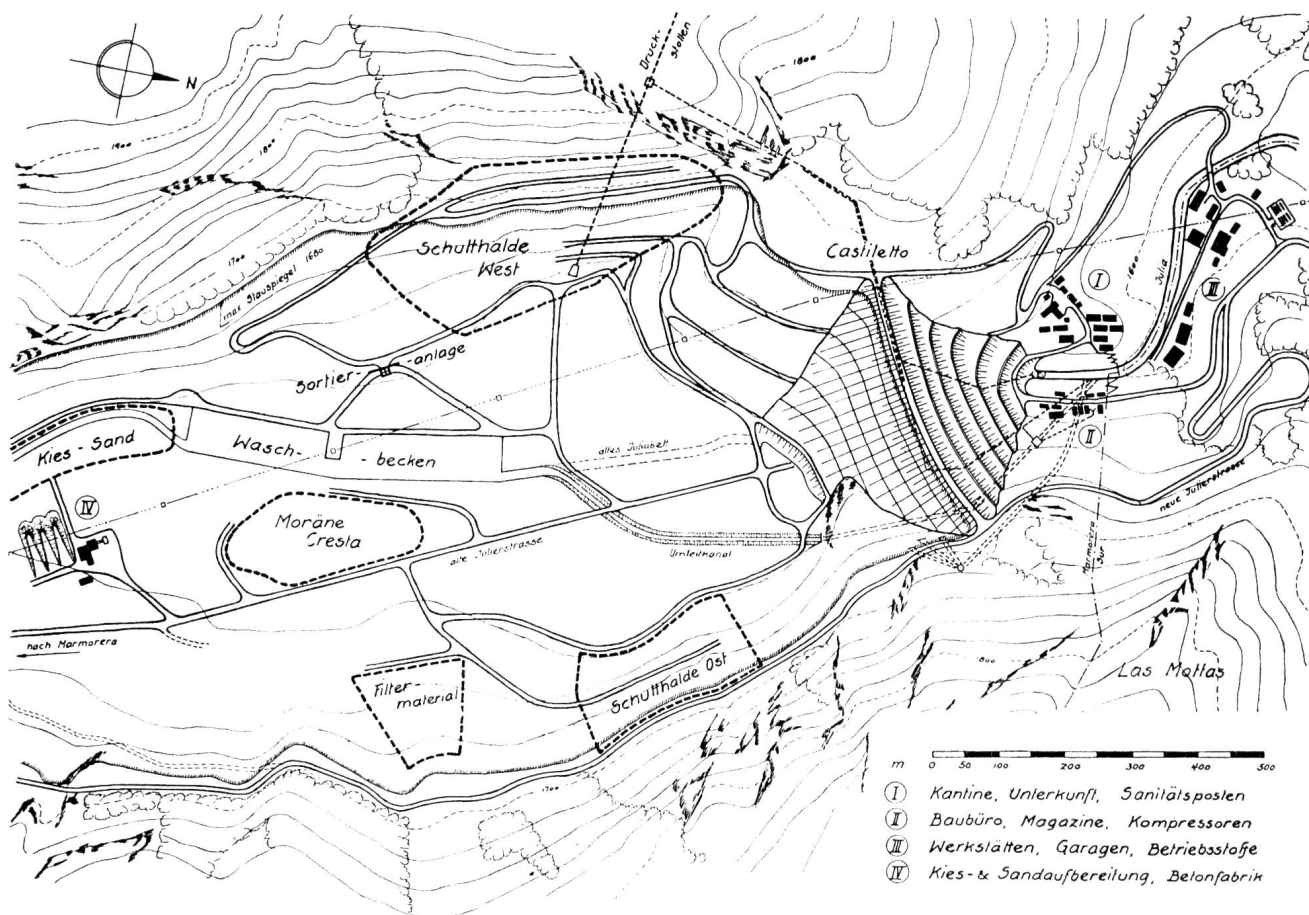 N
Druck-
stollen
1800
1900
1800
1700
max Stauspiegel 1680
Schutthalde
West
Castiletto
I
1600
Julia
III
Sortier-
-anlage
Kies-Sand
Wasch-
-becken
altes Juliabett
II
neue Julierstrasse
IV
Moräne
Cresta
alte Julierstrasse
Umleitkanal
Marmorera
Sur
nach Marmorera
Filter-
material
Schutthalde Ost
1800
Las Mottas
1700
m 0 50 100 200 300 400 500
I Kantine, Unterkunft, Sanitätsposten
II Baubüro, Magazine, Kompressoren
III Werkstätten, Garagen, Betriebsstoffe
IV Kies- & Sandaufbereitung, Betonfabrik